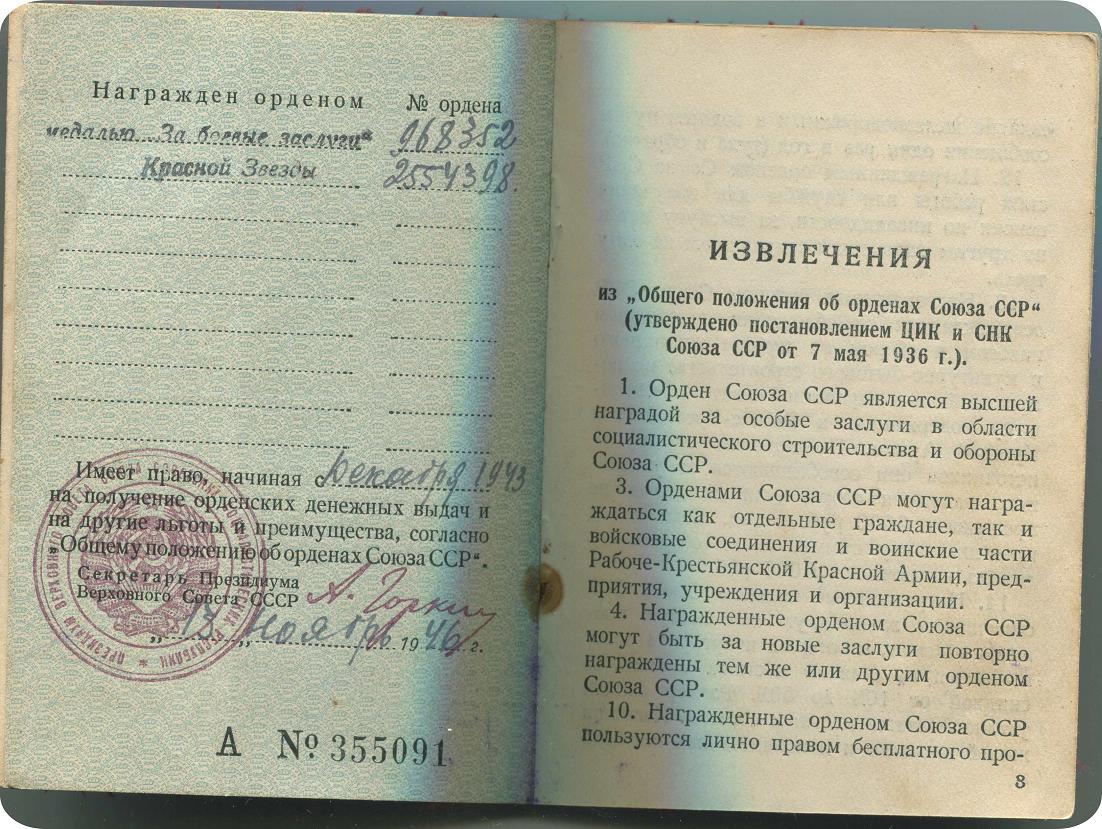 Награжден орденом № ордена
медалью „За боевые заслуги“ 968352
Красной Звезды 2554398.
Имеет право, начиная с декабря 1943
на получение орденских денежных выдач и
на другие льготы и преимущества, согласно
„Общему положению об орденах Союза ССР“.
Секретарь Президиума
Верховного Совета СССР А. Горкин
„13“ ноября 1946 г.
А № 355091
ИЗВЛЕЧЕНИЯ
из „Общего положения об орденах Союза ССР“
(утверждено постановлением ЦИК и СНК
Союза ССР от 7 мая 1936 г.).
1. Орден Союза ССР является высшей
наградой за особые заслуги в области
социалистического строительства и обороны
Союза ССР.
3. Орденами Союза ССР могут награ-
ждаться как отдельные граждане, так и
войсковые соединения и воинские части
Рабоче-Крестьянской Красной Армии, пред-
приятия, учреждения и организации.
4. Награжденные орденом Союза ССР
могут быть за новые заслуги повторно
награждены тем же или другим орденом
Союза ССР.
10. Награжденные орденом Союза ССР
пользуются лично правом бесплатного про-
8